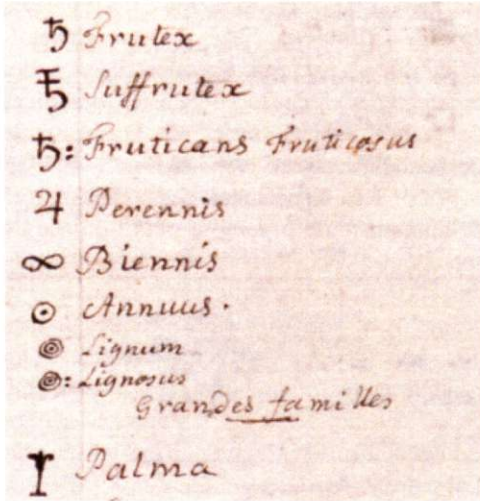 ♄ Frutex
Suffrutex
♄: Fruticans Fruticosus
♃ Perennis
∞ Biennis
☉ Annuus.
Lignum
: Lignosus
Grandes familles
Palma